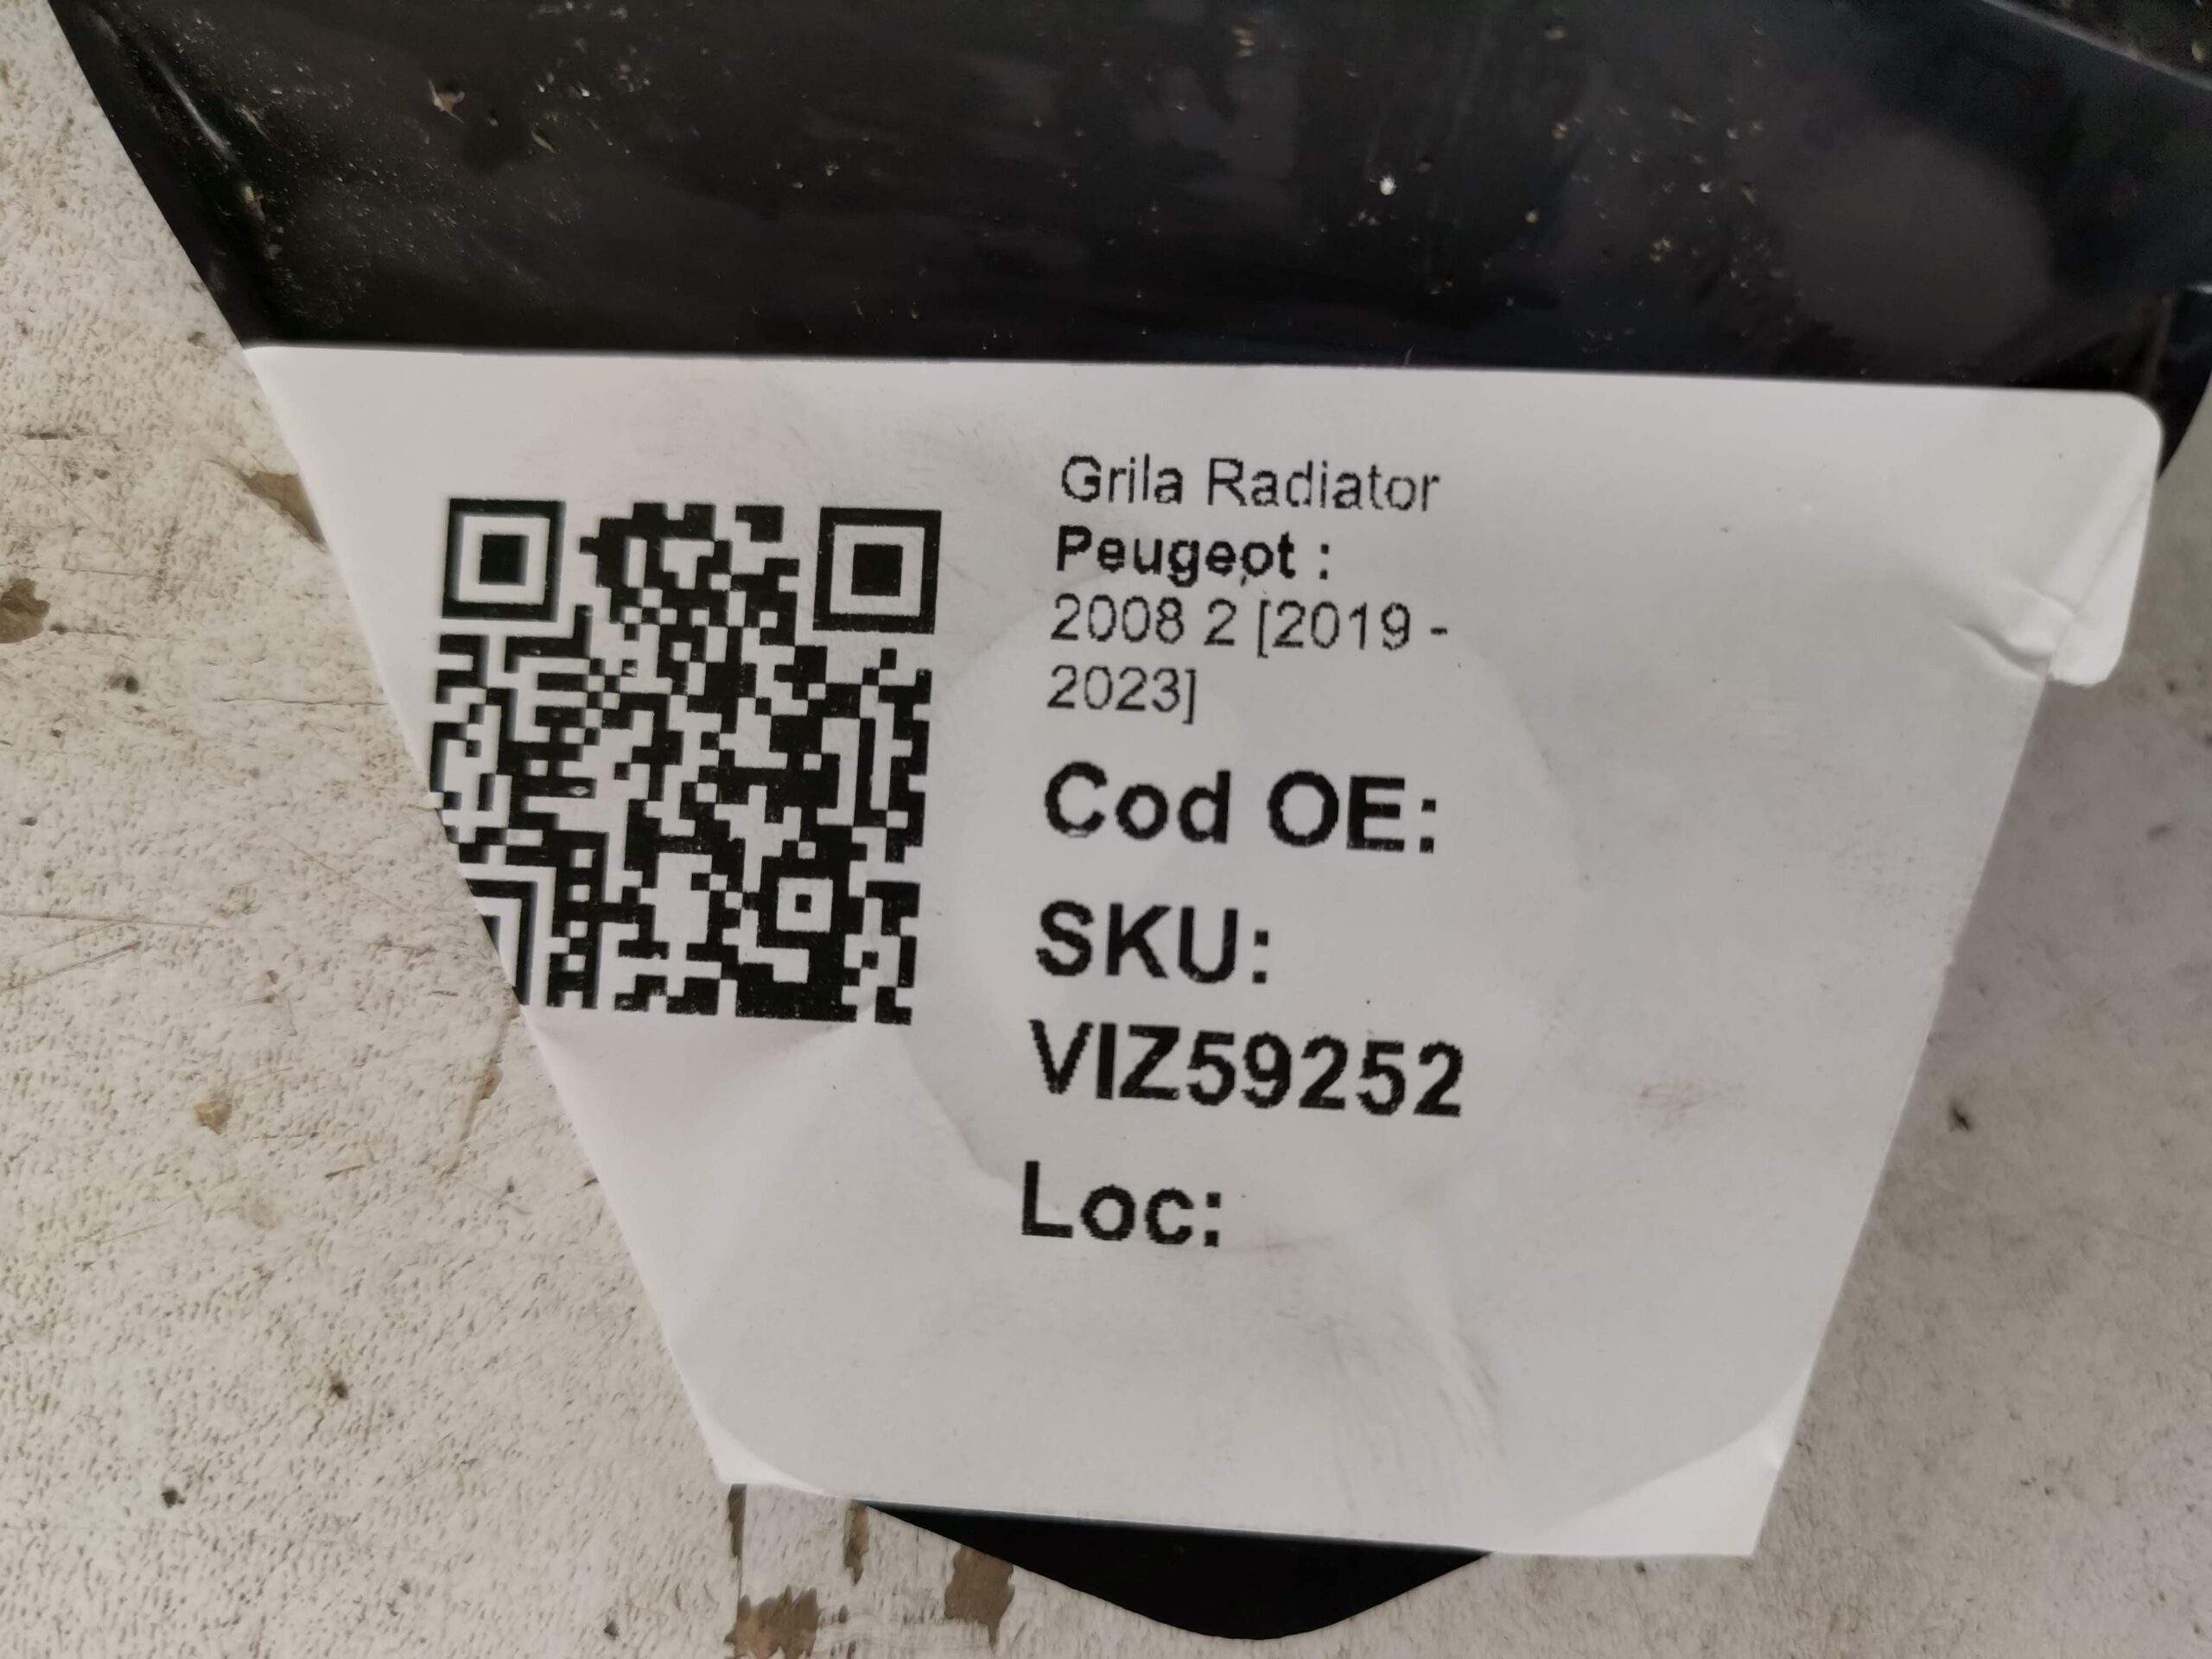 Grila Radiator
Peugeot :
2008 2 [2019 -
2023]
Cod OE:
SKU:
VIZ59252
Loc: